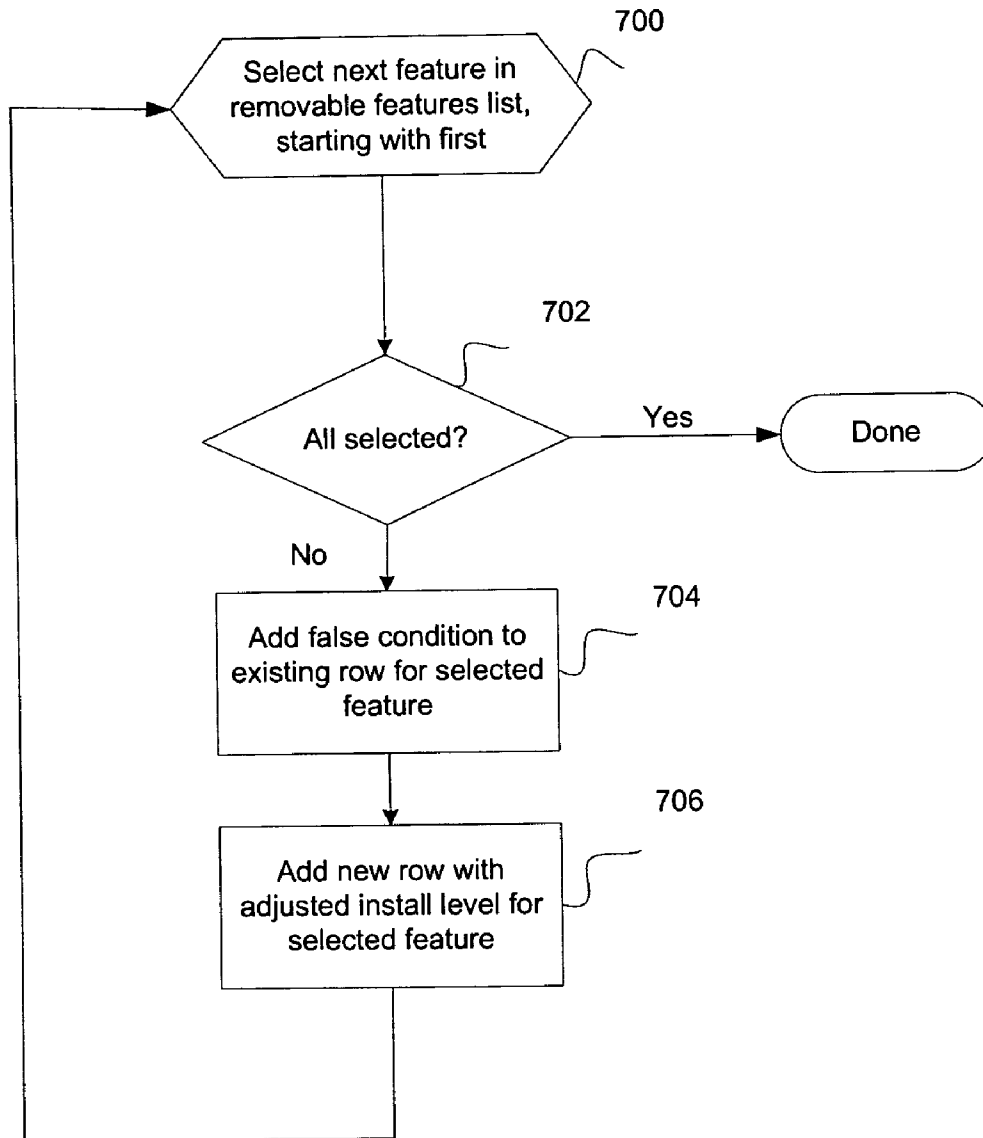 700
Select next feature in
removable features list,
starting with first
702
All selected?
Yes
Done
No
704
Add false condition to
existing row for selected
feature
706
Add new row with
adjusted install level for
selected feature